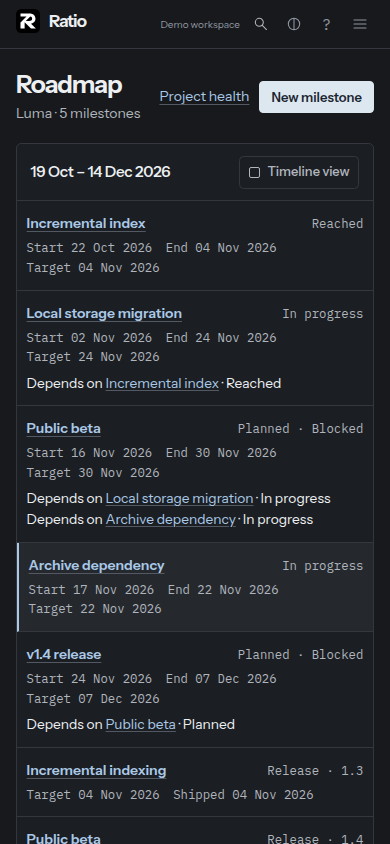 Ratio
Demo workspace
?
Roadmap
Luma · 5 milestones
Project health
New milestone
19 Oct – 14 Dec 2026
Timeline view
Incremental index
Reached
Start 22 Oct 2026 End 04 Nov 2026
Target 04 Nov 2026
Local storage migration
In progress
Start 02 Nov 2026 End 24 Nov 2026
Target 24 Nov 2026
Depends on Incremental index · Reached
Public beta
Planned · Blocked
Start 16 Nov 2026 End 30 Nov 2026
Target 30 Nov 2026
Depends on Local storage migration · In progress
Depends on Archive dependency · In progress
Archive dependency
In progress
Start 17 Nov 2026 End 22 Nov 2026
Target 22 Nov 2026
v1.4 release
Planned · Blocked
Start 24 Nov 2026 End 07 Dec 2026
Target 07 Dec 2026
Depends on Public beta · Planned
Incremental indexing
Release · 1.3
Target 04 Nov 2026 Shipped 04 Nov 2026
Public beta
Release · 1.4